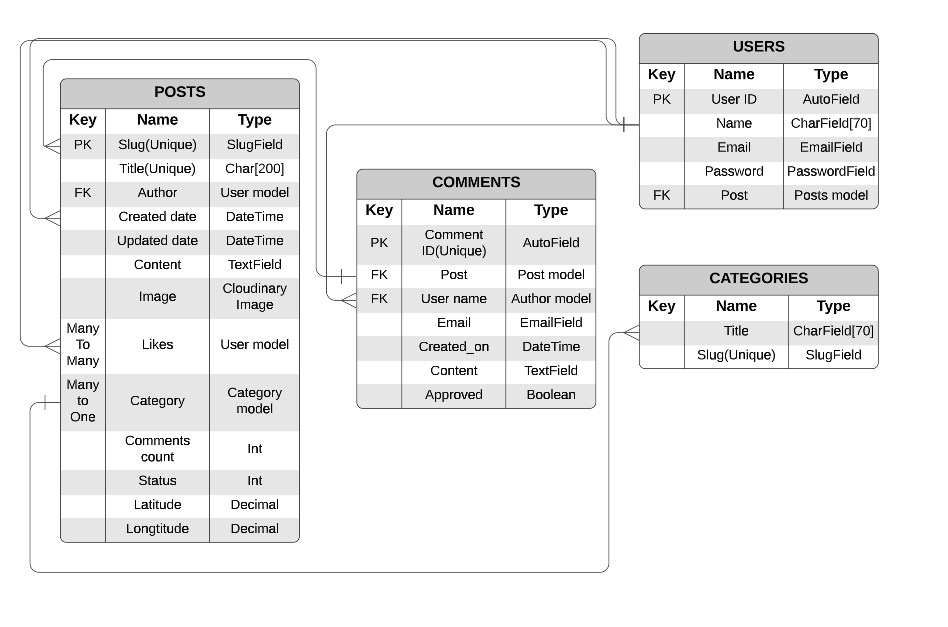 POSTS
Key Name Type
PK Slug(Unique) SlugField
Title(Unique) Char[200]
FK Author User model
Created date DateTime
Updated date DateTime
Content TextField
Image Cloudinary Image
Many To Many Likes User model
Many to One Category Category model
Comments count Int
Status Int
Latitude Decimal
Longtitude Decimal
COMMENTS
Key Name Type
PK Comment ID(Unique) AutoField
FK Post Post model
FK User name Author model
Email EmailField
Created_on DateTime
Content TextField
Approved Boolean
USERS
Key Name Type
PK User ID AutoField
Name CharField[70]
Email EmailField
Password PasswordField
FK Post Posts model
CATEGORIES
Key Name Type
Title CharField[70]
Slug(Unique) SlugField